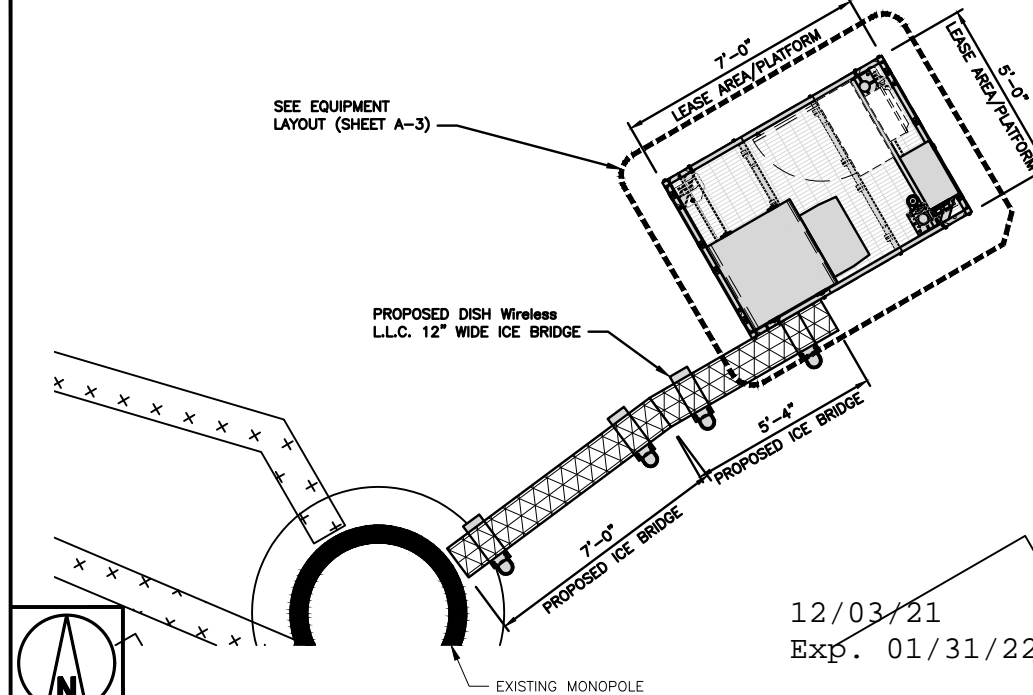 7'-0"
LEASE AREA/PLATFORM
5'-0"
LEASE AREA/PLATFORM
SEE EQUIPMENT
LAYOUT (SHEET A-3)
PROPOSED DISH Wireless
L.L.C. 12" WIDE ICE BRIDGE
5'-4"
PROPOSED ICE BRIDGE
7'-0"
PROPOSED ICE BRIDGE
12/03/21
Exp. 01/31/22
N
EXISTING MONOPOLE